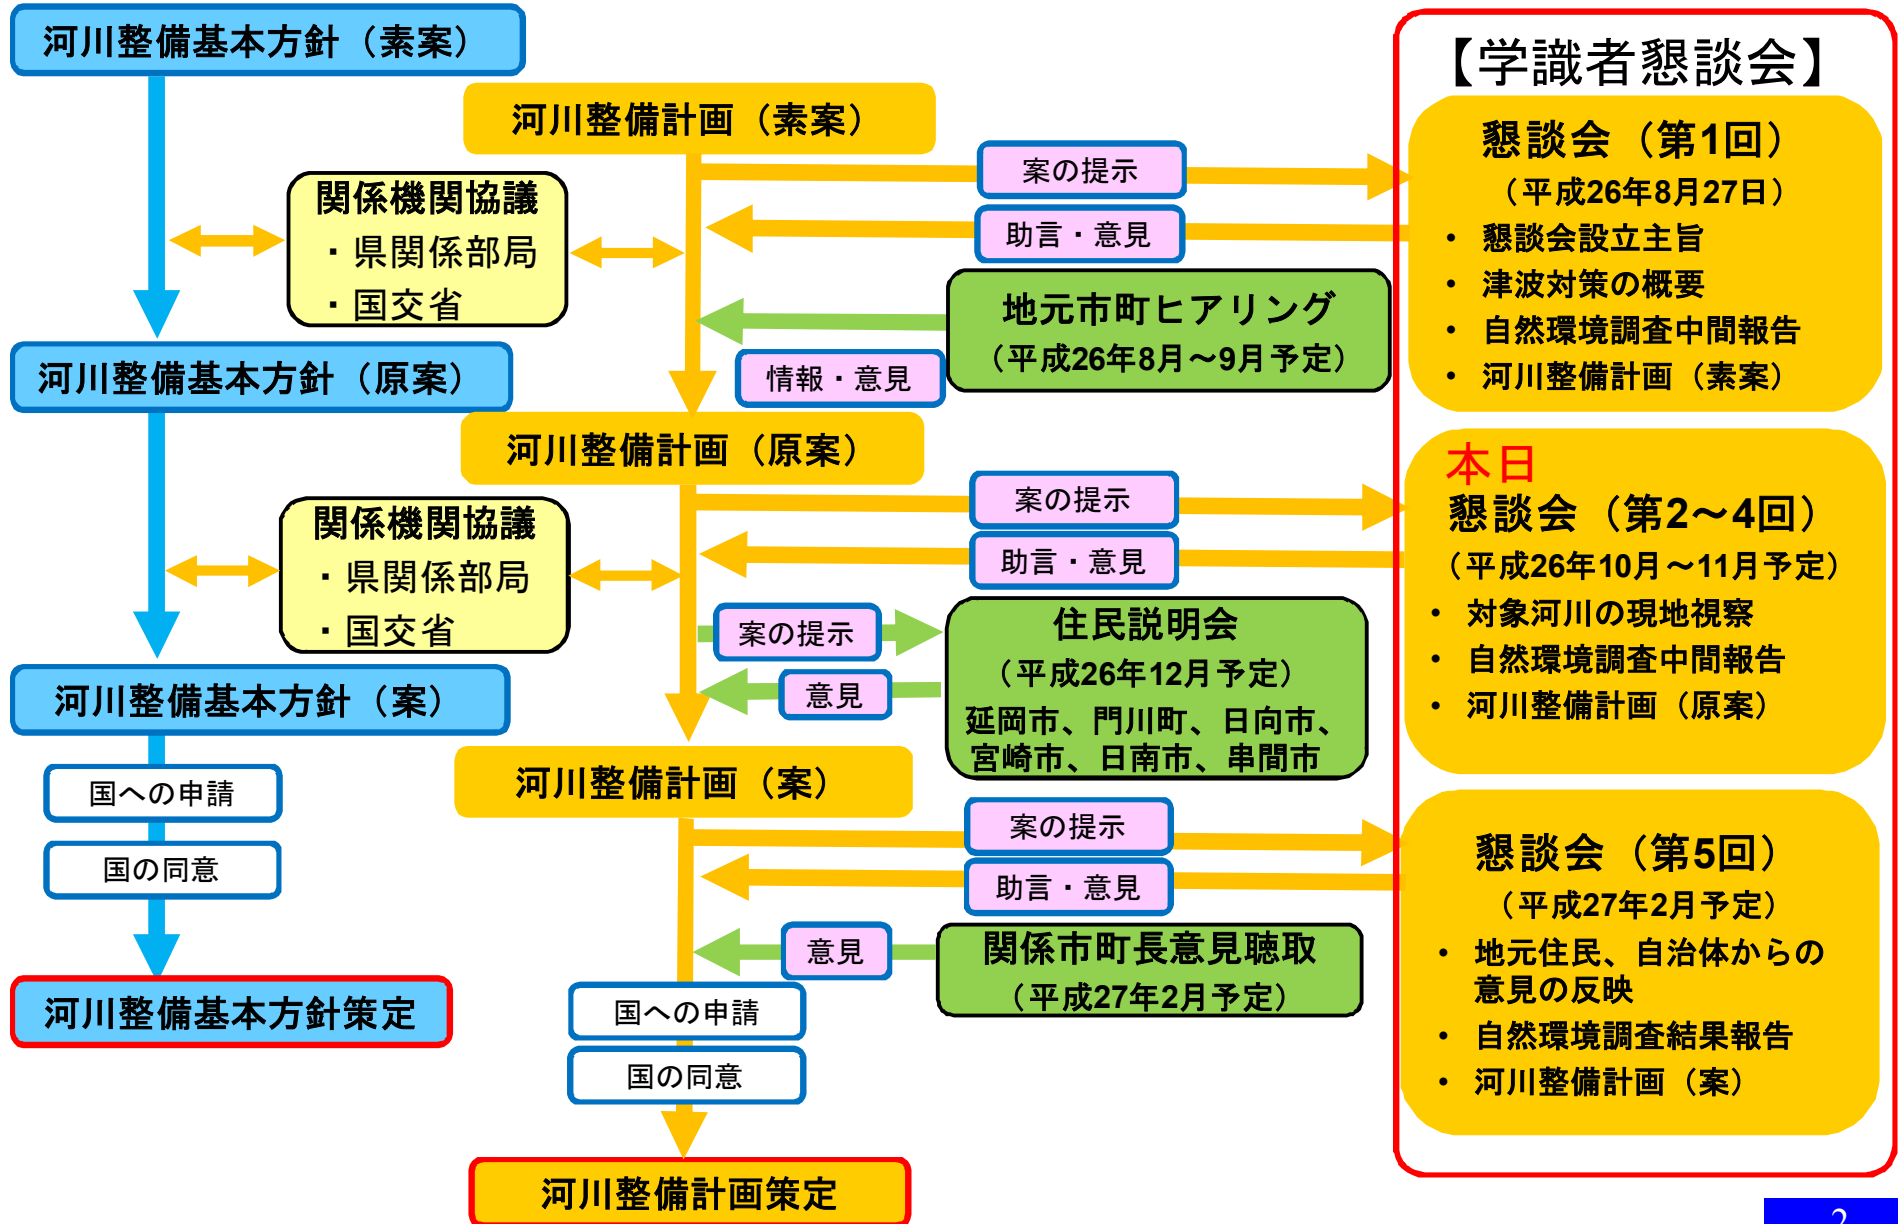 河川整備基本方針（素案）
関係機関協議
・県関係部局
・国交省
河川整備基本方針（原案）
関係機関協議
・県関係部局
・国交省
河川整備基本方針（案）
国への申請
国の同意
河川整備基本方針策定
河川整備計画（素案）
案の提示
助言・意見
地元市町ヒアリング
（平成26年8月～9月予定）
情報・意見
河川整備計画（原案）
案の提示
助言・意見
案の提示
意見
住民説明会
（平成26年12月予定）
延岡市、門川町、日向市、
宮崎市、日南市、串間市
河川整備計画（案）
案の提示
助言・意見
意見
関係市町長意見聴取
（平成27年2月予定）
国への申請
国の同意
河川整備計画策定
【学識者懇談会】
懇談会（第1回）
（平成26年8月27日）
• 懇談会設立主旨
• 津波対策の概要
• 自然環境調査中間報告
• 河川整備計画（素案）
本日
懇談会（第2～4回）
（平成26年10月～11月予定）
• 対象河川の現地視察
• 自然環境調査中間報告
• 河川整備計画（原案）
懇談会（第5回）
（平成27年2月予定）
• 地元住民、自治体からの
意見の反映
• 自然環境調査結果報告
• 河川整備計画（案）
2